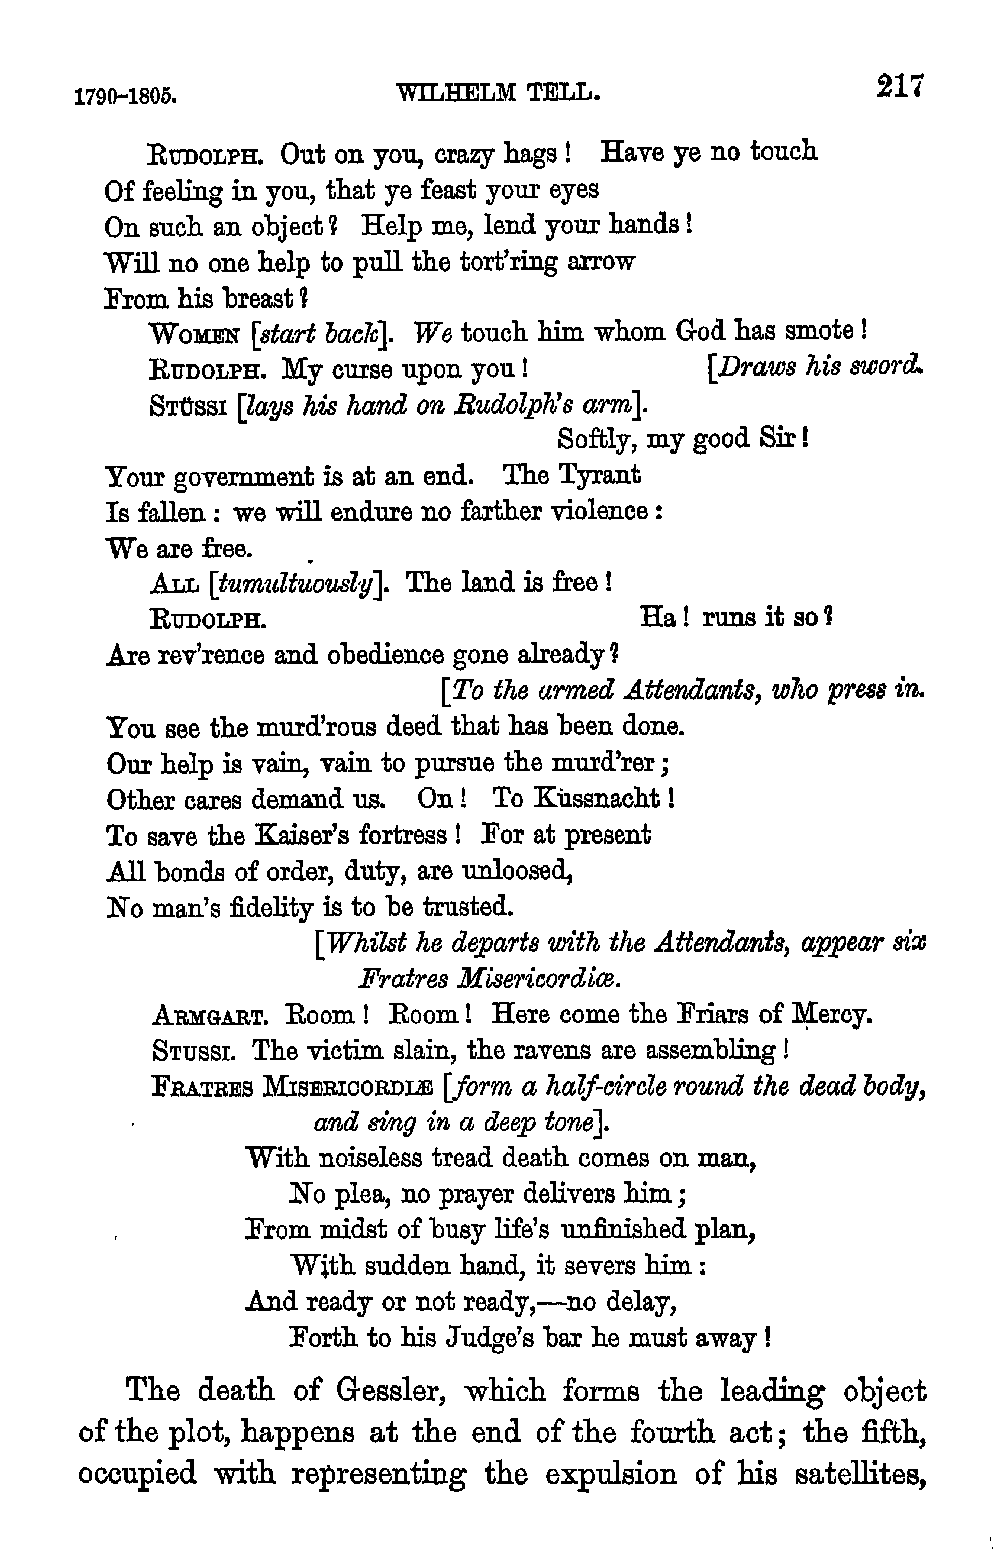 1790–1805. WILHELM TELL. 217
RUDOLPH. Out on you, crazy hags! Have ye no touch
Of feeling in you, that ye feast your eyes
On such an object? Help me, lend your hands!
Will no one help to pull the tort'ring arrow
From his breast?
WOMEN [start back]. We touch him whom God has smote!
RUDOLPH. My curse upon you! [Draws his sword.
STÜSSI [lays his hand on Rudolph's arm].
Softly, my good Sir!
Your government is at an end. The Tyrant
Is fallen: we will endure no farther violence:
We are free.
ALL [tumultuously]. The land is free!
RUDOLPH. Ha! runs it so?
Are rev'rence and obedience gone already?
[To the armed Attendants, who press in.
You see the murd'rous deed that has been done.
Our help is vain, vain to pursue the murd'rer;
Other cares demand us. On! To Küssnacht!
To save the Kaiser's fortress! For at present
All bonds of order, duty, are unloosed,
No man's fidelity is to be trusted.
[Whilst he departs with the Attendants, appear six
Fratres Misericordiæ.
ARMGART. Room! Room! Here come the Friars of Mercy.
STUSSI. The victim slain, the ravens are assembling!
FRATRES MISERICORDIÆ [form a half-circle round the dead body,
and sing in a deep tone].
With noiseless tread death comes on man,
No plea, no prayer delivers him;
From midst of busy life's unfinished plan,
With sudden hand, it severs him:
And ready or not ready,—no delay,
Forth to his Judge's bar he must away!
The death of Gessler, which forms the leading object
of the plot, happens at the end of the fourth act; the fifth,
occupied with representing the expulsion of his satellites,